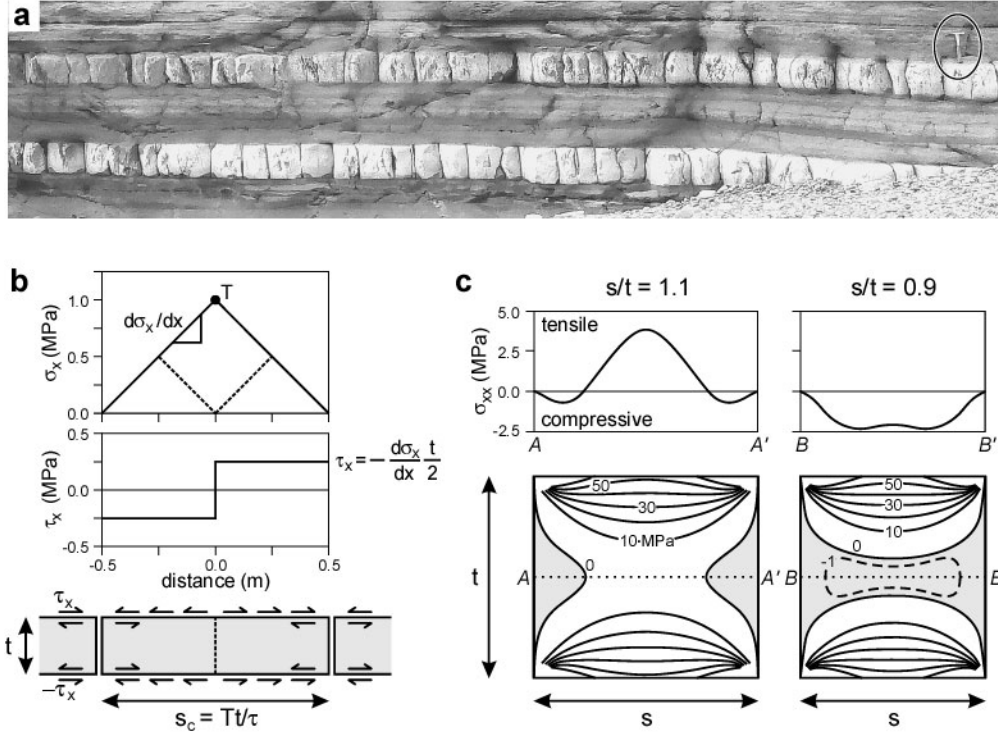 a
b
1.0
0.5
0.0
σx (MPa)
dσx/dx
T
0.5
0.0
-0.5
τx (MPa)
τx = − dσx/dx t/2
-0.5
0.0
0.5
distance (m)
τx
t
−τx
sc = Tt/τ
c
s/t = 1.1
s/t = 0.9
5.0
0.0
-2.5
σxx (MPa)
tensile
compressive
A
A'
B
B'
t
50
30
10·MPa
0
A
A'
s
50
30
10
0
-1
B
B
s